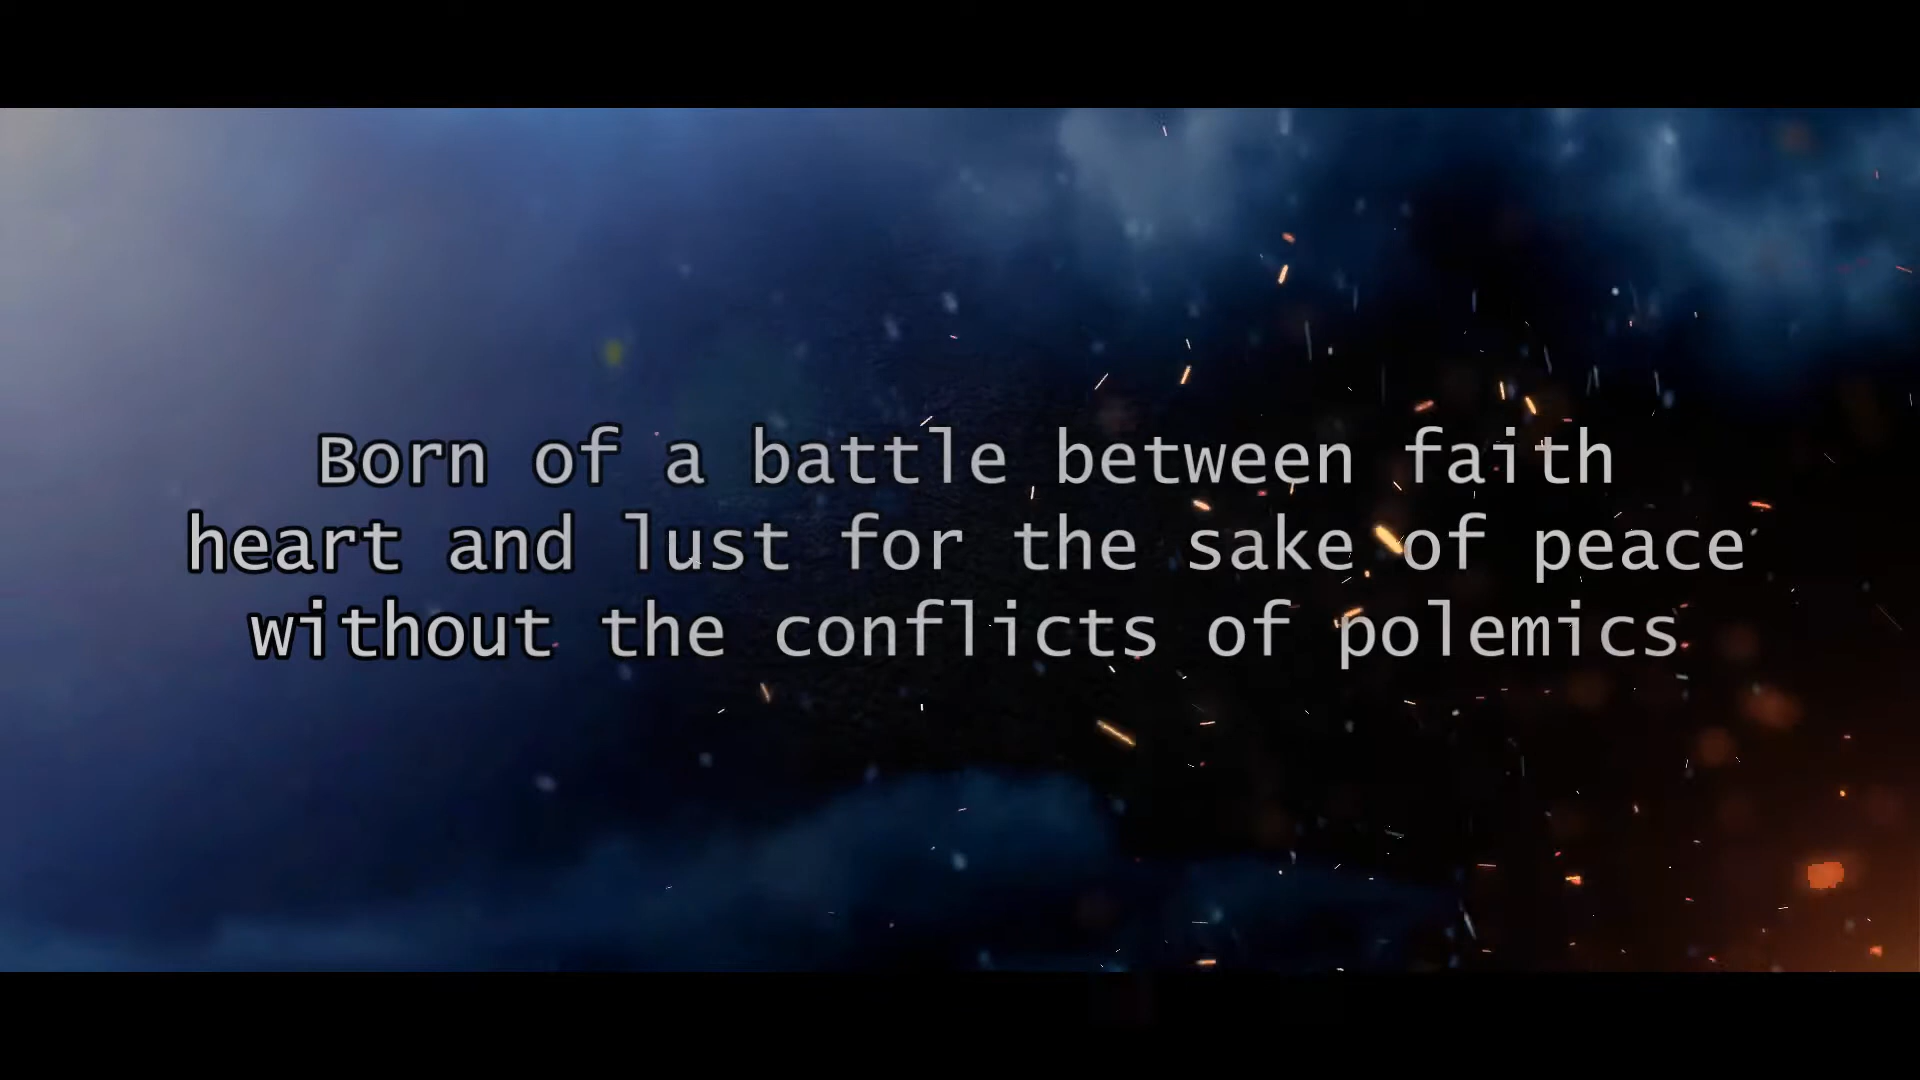 Born of a battle between faith
heart and lust for the sake of peace
without the conflicts of polemics